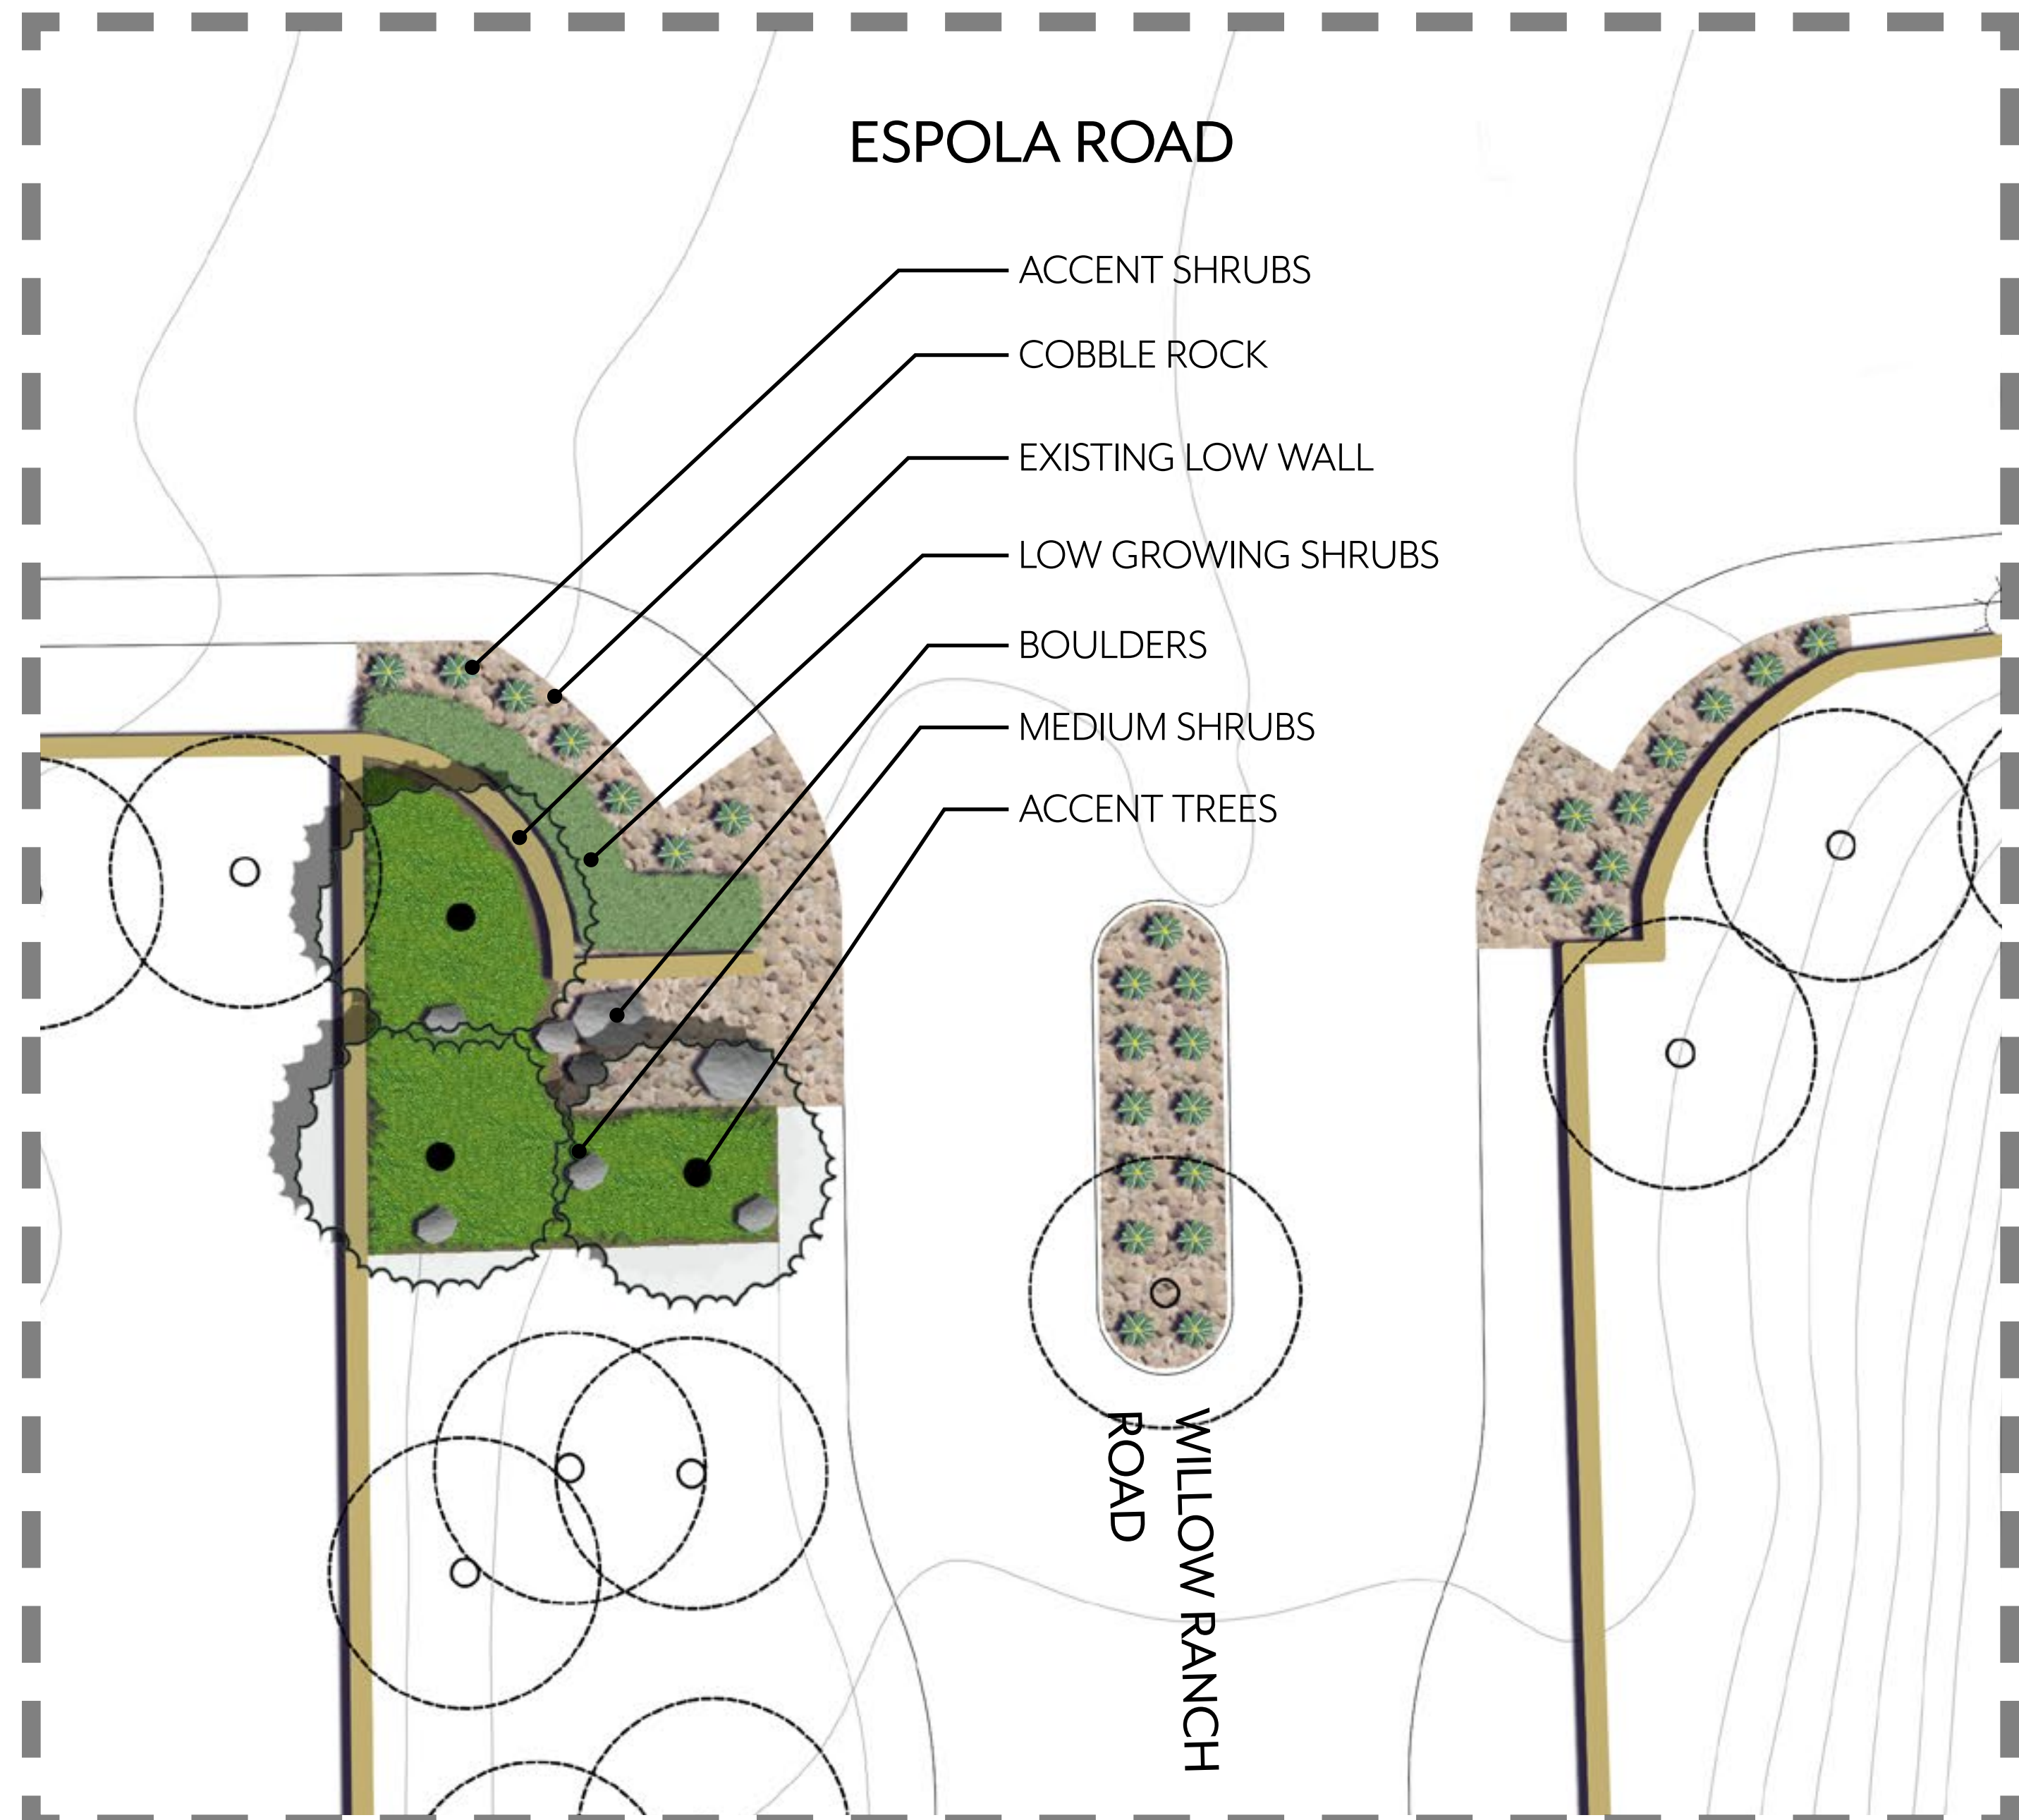 ESPOLA ROAD
ACCENT SHRUBS
COBBLE ROCK
EXISTING LOW WALL
LOW GROWING SHRUBS
BOULDERS
MEDIUM SHRUBS
ACCENT TREES
WILLOW RANCH
ROAD